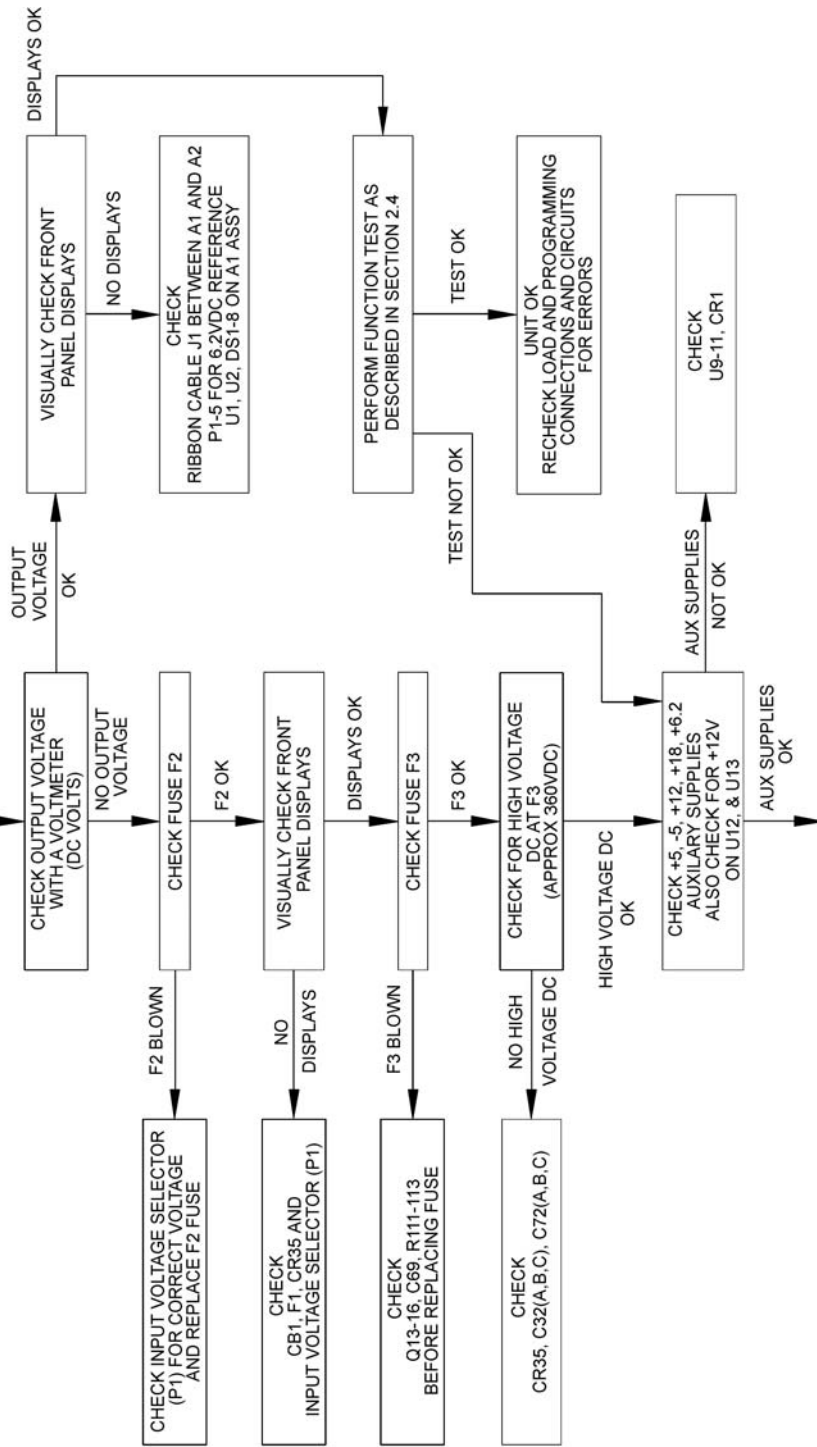 CHECK OUTPUT VOLTAGE
WITH A VOLTMETER
(DC VOLTS)
OUTPUT
VOLTAGE
OK
VISUALLY CHECK FRONT
PANEL DISPLAYS
DISPLAYS OK
NO DISPLAYS
CHECK
RIBBON CABLE J1 BETWEEN A1 AND A2
P1-5 FOR 6.2VDC REFERENCE
U1, U2, DS1-8 ON A1 ASSY
NO OUTPUT
VOLTAGE
CHECK FUSE F2
F2 BLOWN
CHECK INPUT VOLTAGE SELECTOR
(P1) FOR CORRECT VOLTAGE
AND REPLACE F2 FUSE
F2 OK
VISUALLY CHECK FRONT
PANEL DISPLAYS
NO
DISPLAYS
CHECK
CB1, F1, CR35 AND
INPUT VOLTAGE SELECTOR (P1)
DISPLAYS OK
PERFORM FUNCTION TEST AS
DESCRIBED IN SECTION 2.4
TEST OK
UNIT OK
RECHECK LOAD AND PROGRAMMING
CONNECTIONS AND CIRCUITS
FOR ERRORS
TEST NOT OK
CHECK FUSE F3
F3 BLOWN
CHECK
Q13-16, C69, R111-113
BEFORE REPLACING FUSE
F3 OK
CHECK FOR HIGH VOLTAGE
DC AT F3
(APPROX 360VDC)
NO HIGH
VOLTAGE DC
CHECK
CR35, C32(A,B,C), C72(A,B,C)
HIGH VOLTAGE DC
OK
CHECK +5, -5, +12, +18, +6.2
AUXILARY SUPPLIES
ALSO CHECK FOR +12V
ON U12, & U13
AUX SUPPLIES
NOT OK
CHECK
U9-11, CR1
AUX SUPPLIES
OK